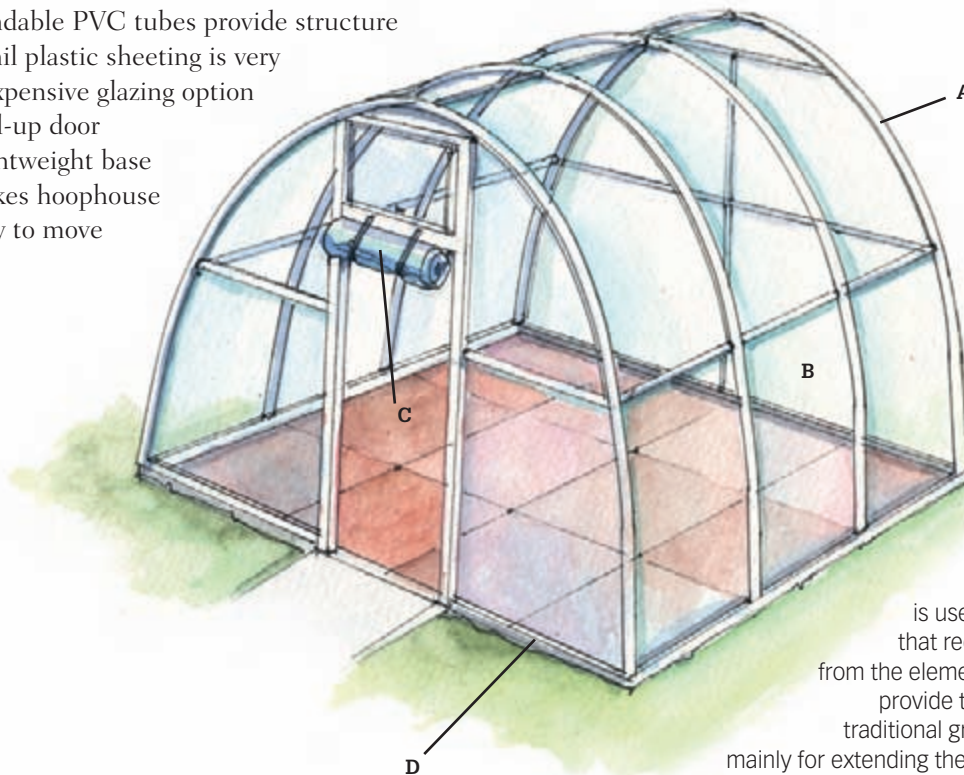 ndable PVC tubes provide structure
nil plastic sheeting is very
xpensive glazing option
l-up door
htweight base
kes hoophouse
y to move
A
B
C
D
is use
that re
from the eleme
provide t
traditional gr
mainly for extending the